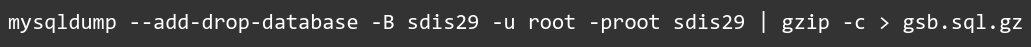 mysqldump --add-drop-database -B sdis29 -u root -proot sdis29 | gzip -c > gsb.sql.gz